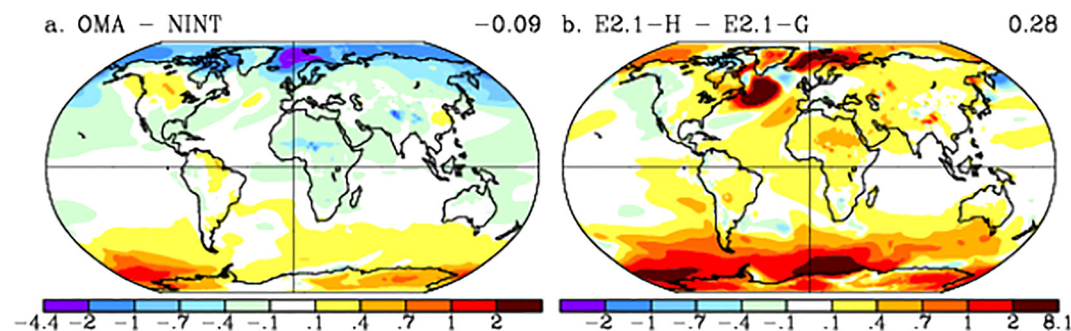 a. OMA – NINT -0.09
b. E2.1-H – E2.1-G 0.28
-4.4 -2 -1 -.7 -.4 -.1 .1 .4 .7 1 2
-2 -1 -.7 -.4 -.1 .1 .4 .7 1 2 8.1